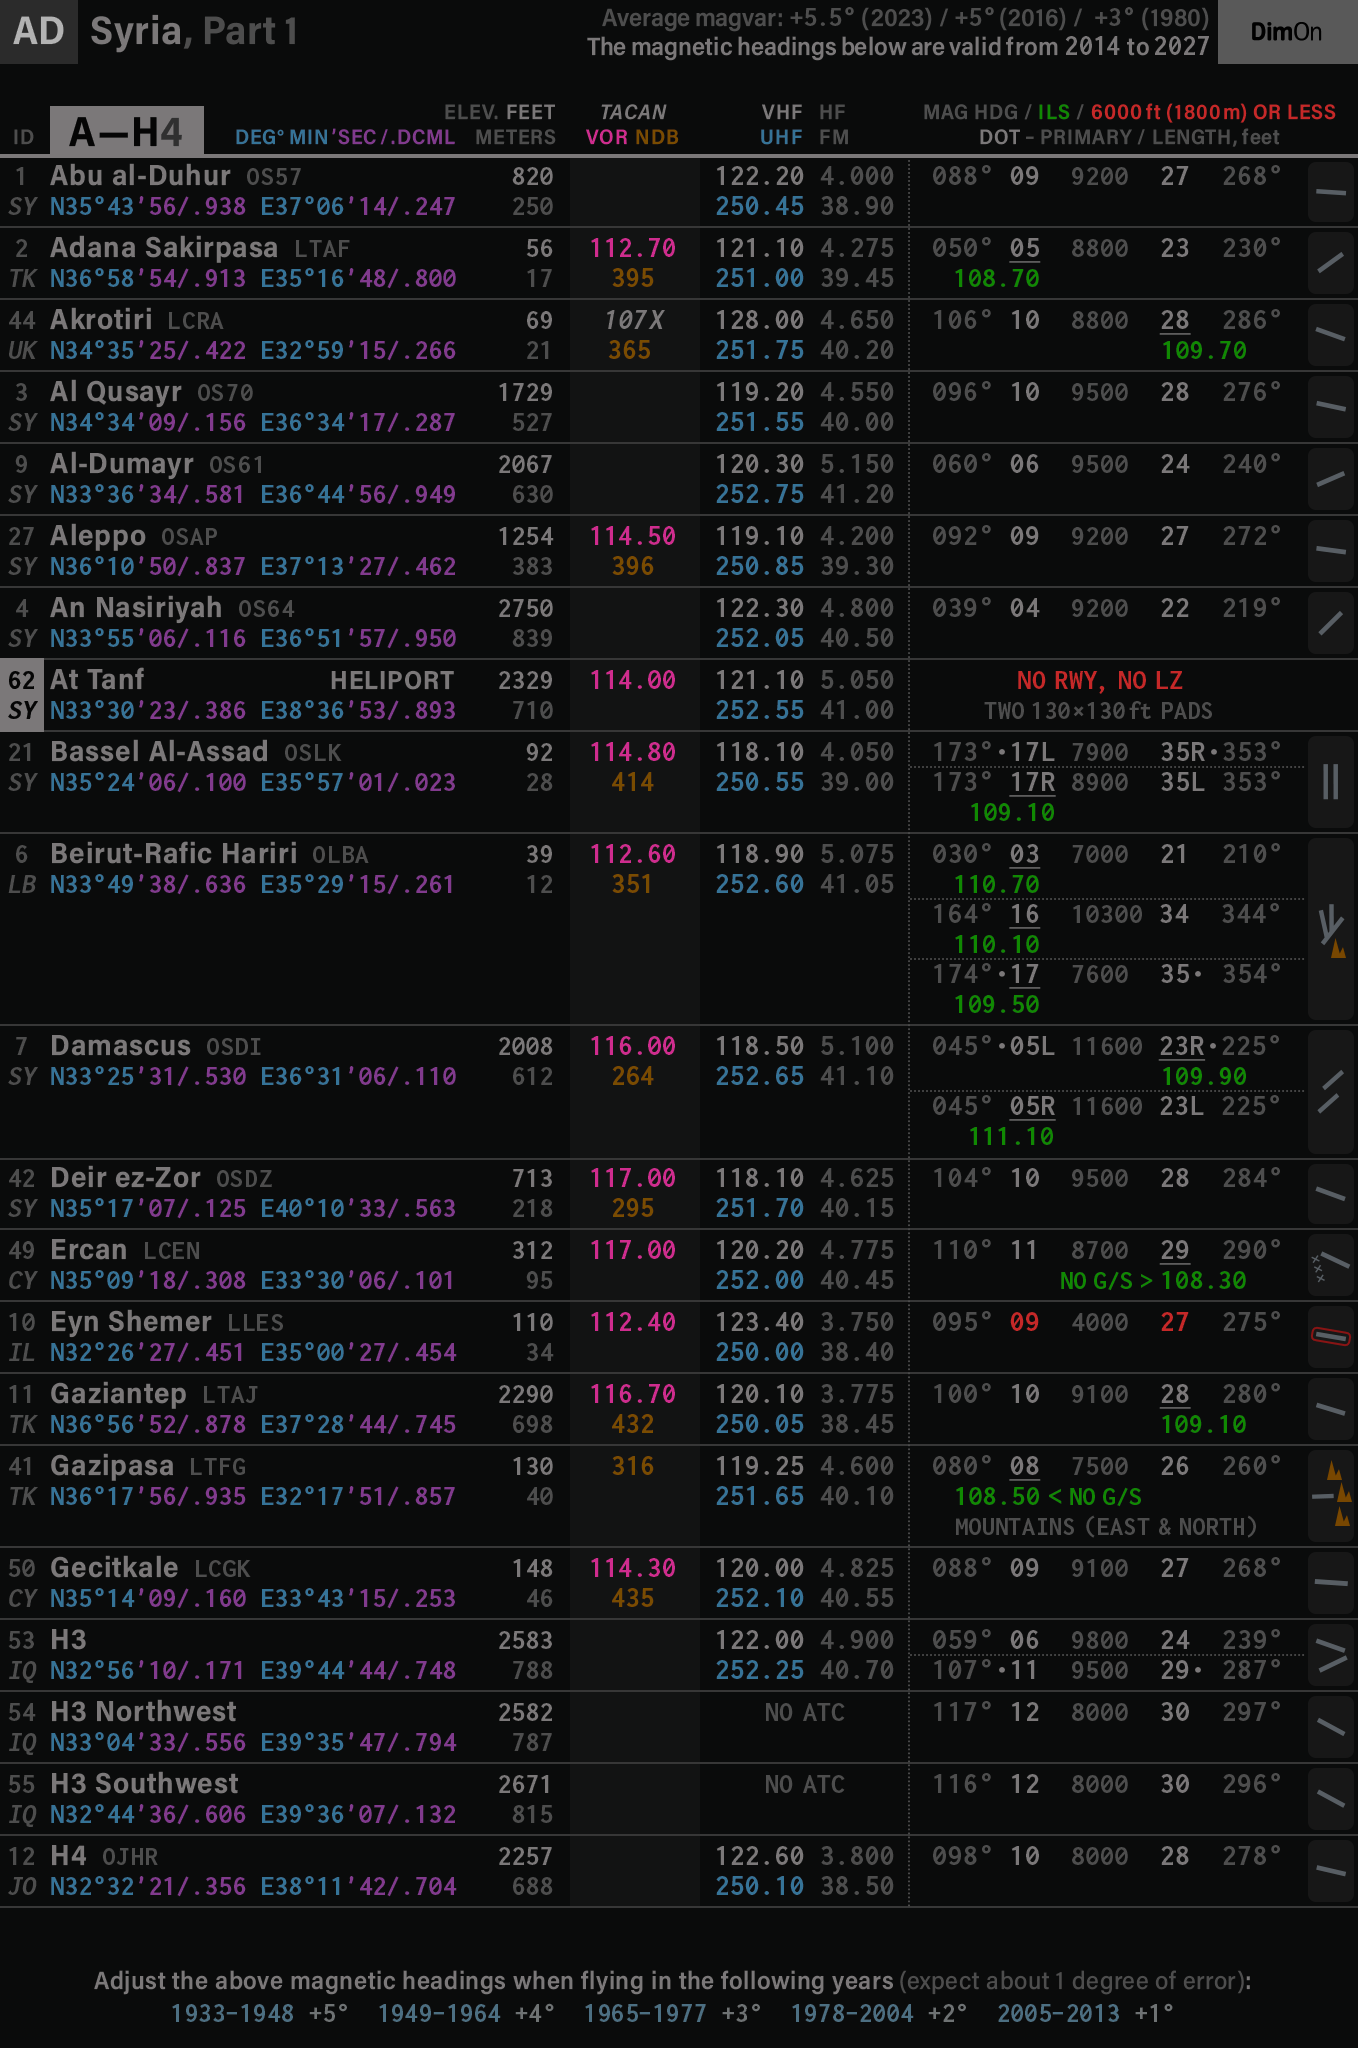 AD Syria, Part 1
Average magvar: +5.5° (2023) / +5° (2016) / +3° (1980)
The magnetic headings below are valid from 2014 to 2027
DimOn
ELEV. FEET TACAN VHF HF MAG HDG / ILS / 6000 ft (1800 m) OR LESS
ID A—H4 DEG° MIN'SEC /.DCML METERS VOR NDB UHF FM DOT – PRIMARY / LENGTH, feet
1 Abu al-Duhur OS57 820 122.20 4.000 088° 09 9200 27 268°
SY N35°43'56/.938 E37°06'14/.247 250 250.45 38.90
2 Adana Sakirpasa LTAF 56 112.70 121.10 4.275 050° 05 8800 23 230°
TK N36°58'54/.913 E35°16'48/.800 17 395 251.00 39.45 108.70
44 Akrotiri LCRA 69 107X 128.00 4.650 106° 10 8800 28 286°
UK N34°35'25/.422 E32°59'15/.266 21 365 251.75 40.20 109.70
3 Al Qusayr OS70 1729 119.20 4.550 096° 10 9500 28 276°
SY N34°34'09/.156 E36°34'17/.287 527 251.55 40.00
9 Al-Dumayr OS61 2067 120.30 5.150 060° 06 9500 24 240°
SY N33°36'34/.581 E36°44'56/.949 630 252.75 41.20
27 Aleppo OSAP 1254 114.50 119.10 4.200 092° 09 9200 27 272°
SY N36°10'50/.837 E37°13'27/.462 383 396 250.85 39.30
4 An Nasiriyah OS64 2750 122.30 4.800 039° 04 9200 22 219°
SY N33°55'06/.116 E36°51'57/.950 839 252.05 40.50
62 At Tanf HELIPORT 2329 114.00 121.10 5.050 NO RWY, NO LZ
SY N33°30'23/.386 E38°36'53/.893 710 252.55 41.00 TWO 130×130 ft PADS
21 Bassel Al-Assad OSLK 92 114.80 118.10 4.050 173°·17L 7900 35R·353°
SY N35°24'06/.100 E35°57'01/.023 28 414 250.55 39.00 173° 17R 8900 35L 353°
109.10
6 Beirut-Rafic Hariri OLBA 39 112.60 118.90 5.075 030° 03 7000 21 210°
LB N33°49'38/.636 E35°29'15/.261 12 351 252.60 41.05 110.70
164° 16 10300 34 344°
110.10
174°·17 7600 35· 354°
109.50
7 Damascus OSDI 2008 116.00 118.50 5.100 045°·05L 11600 23R·225°
SY N33°25'31/.530 E36°31'06/.110 612 264 252.65 41.10 109.90
045° 05R 11600 23L 225°
111.10
42 Deir ez-Zor OSDZ 713 117.00 118.10 4.625 104° 10 9500 28 284°
SY N35°17'07/.125 E40°10'33/.563 218 295 251.70 40.15
49 Ercan LCEN 312 117.00 120.20 4.775 110° 11 8700 29 290°
CY N35°09'18/.308 E33°30'06/.101 95 252.00 40.45 NO G/S > 108.30
10 Eyn Shemer LLES 110 112.40 123.40 3.750 095° 09 4000 27 275°
IL N32°26'27/.451 E35°00'27/.454 34 250.00 38.40
11 Gaziantep LTAJ 2290 116.70 120.10 3.775 100° 10 9100 28 280°
TK N36°56'52/.878 E37°28'44/.745 698 432 250.05 38.45 109.10
41 Gazipasa LTFG 130 316 119.25 4.600 080° 08 7500 26 260°
TK N36°17'56/.935 E32°17'51/.857 40 251.65 40.10 108.50 < NO G/S
MOUNTAINS (EAST & NORTH)
50 Gecitkale LCGK 148 114.30 120.00 4.825 088° 09 9100 27 268°
CY N35°14'09/.160 E33°43'15/.253 46 435 252.10 40.55
53 H3 2583 122.00 4.900 059° 06 9800 24 239°
IQ N32°56'10/.171 E39°44'44/.748 788 252.25 40.70 107°·11 9500 29· 287°
54 H3 Northwest 2582 NO ATC 117° 12 8000 30 297°
IQ N33°04'33/.556 E39°35'47/.794 787
55 H3 Southwest 2671 NO ATC 116° 12 8000 30 296°
IQ N32°44'36/.606 E39°36'07/.132 815
12 H4 OJHR 2257 122.60 3.800 098° 10 8000 28 278°
JO N32°32'21/.356 E38°11'42/.704 688 250.10 38.50
Adjust the above magnetic headings when flying in the following years (expect about 1 degree of error):
1933–1948 +5° 1949–1964 +4° 1965–1977 +3° 1978–2004 +2° 2005–2013 +1°